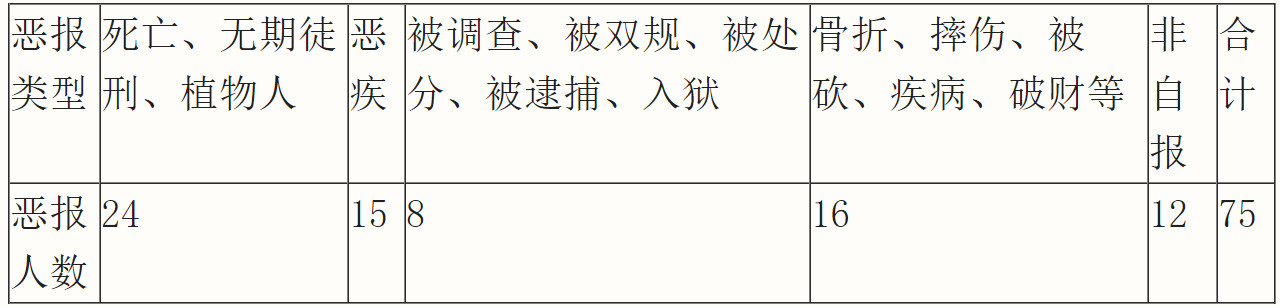 恶报类型
死亡、无期徒刑、植物人
恶疾
被调查、被双规、被处分、被逮捕、入狱
骨折、摔伤、被砍、疾病、破财等
非自报
合计
恶报人数
24
15
8
16
12
75